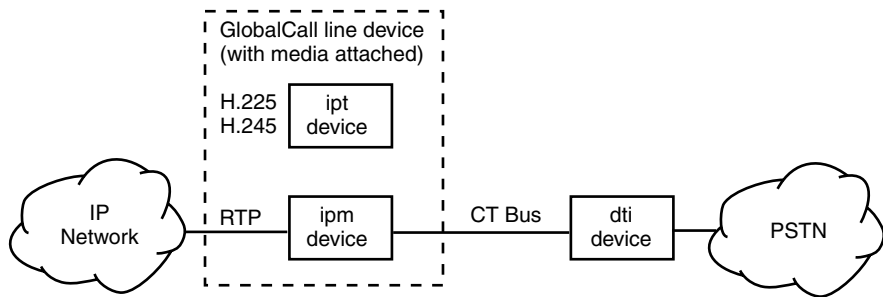 GlobalCall line device
(with media attached)
H.225
H.245
ipt
device
IP
Network
RTP
ipm
device
CT Bus
dti
device
PSTN